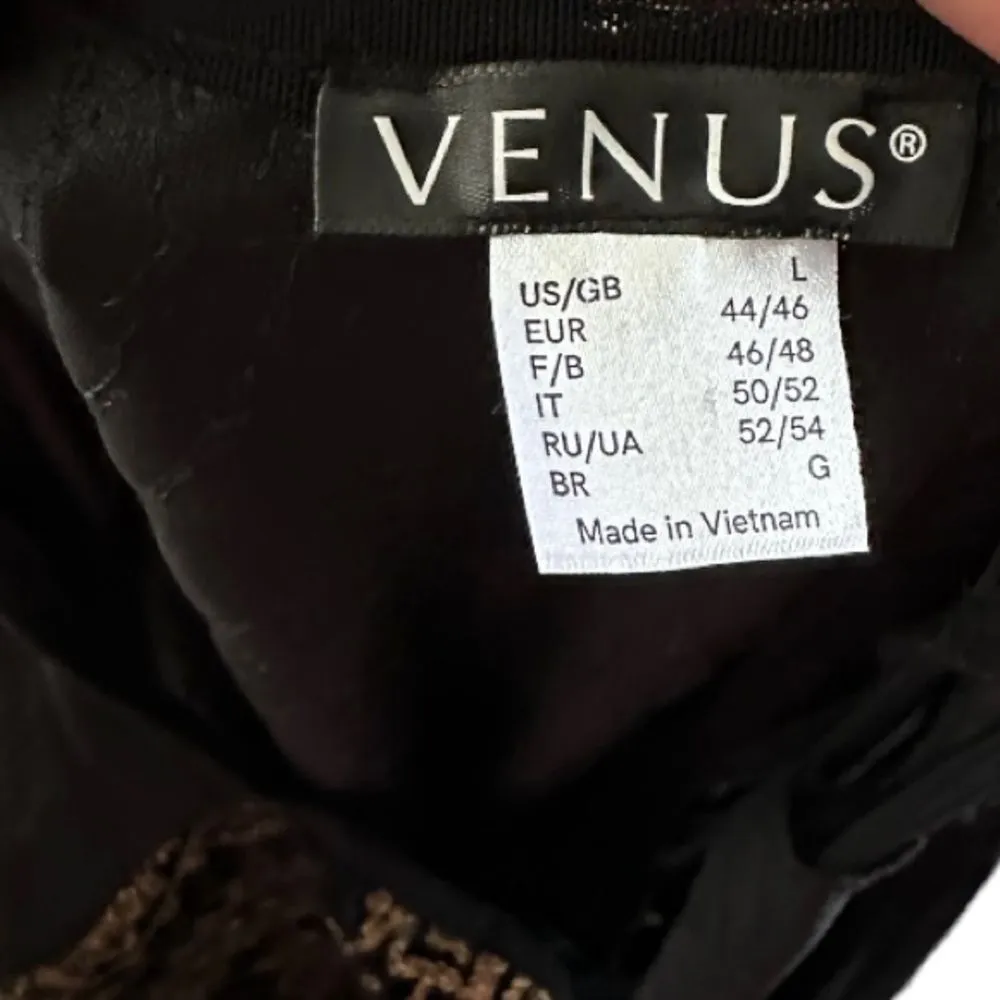 VENUS®
US/GB L
EUR 44/46
F/B 46/48
IT 50/52
RU/UA 52/54
BR G
Made in Vietnam